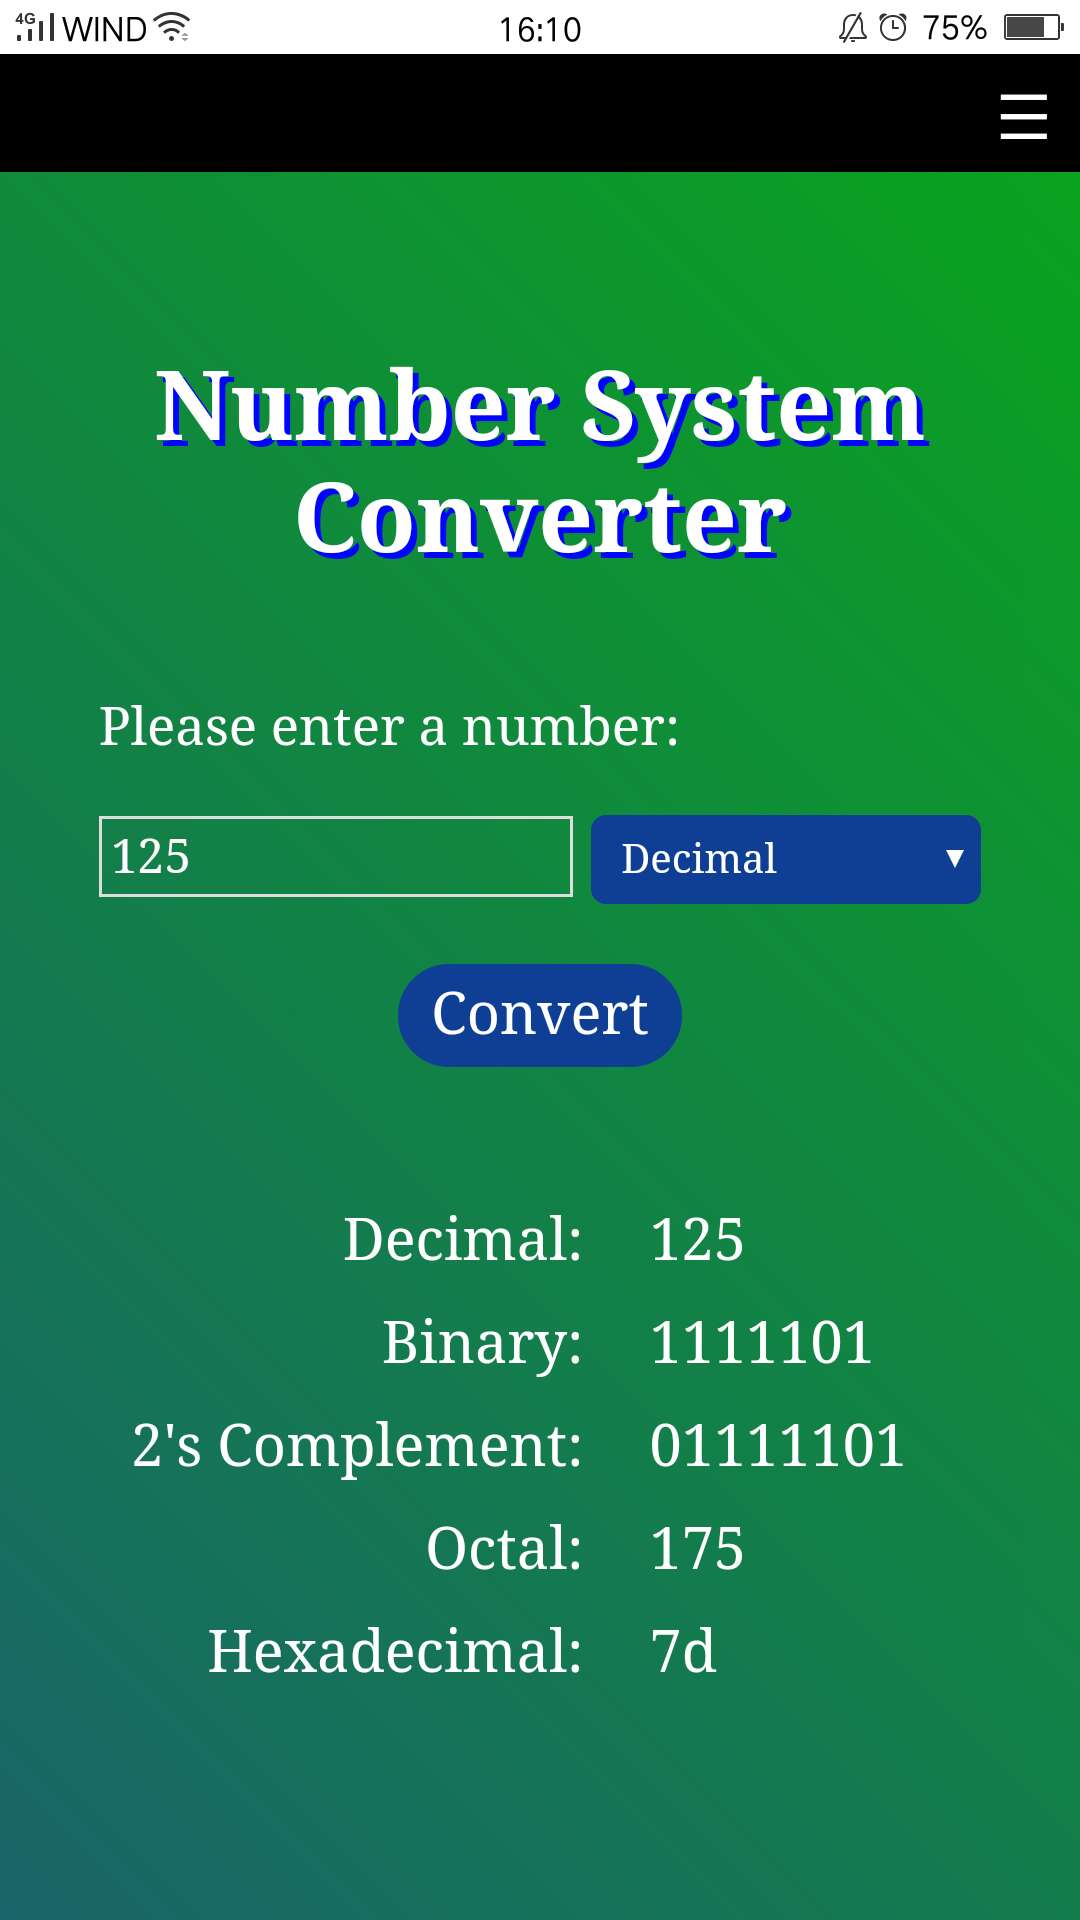 4G WIND 16:10 75%
Number System
Converter
Please enter a number:
125 Decimal ▼
Convert
Decimal: 125
Binary: 1111101
2's Complement: 01111101
Octal: 175
Hexadecimal: 7d